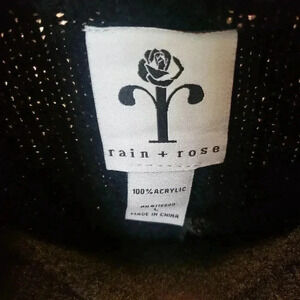 rain + rose
100% ACRYLIC
L
MADE IN CHINA